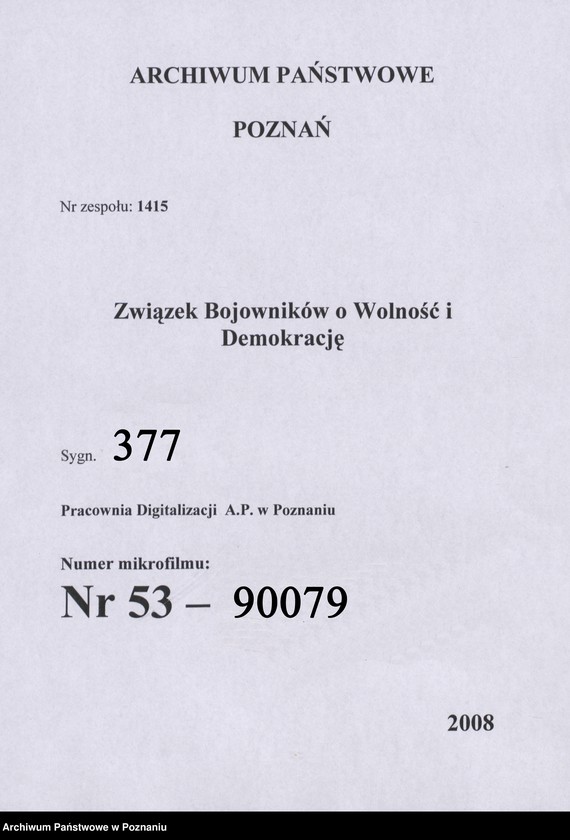 ARCHIWUM PAŃSTWOWE
POZNAŃ
Nr zespołu: 1415
Związek Bojowników o Wolność i
Demokrację
Sygn. 377
Pracownia Digitalizacji A.P. w Poznaniu
Numer mikrofilmu:
Nr 53 – 90079
2008
Archiwum Państwowe w Poznaniu